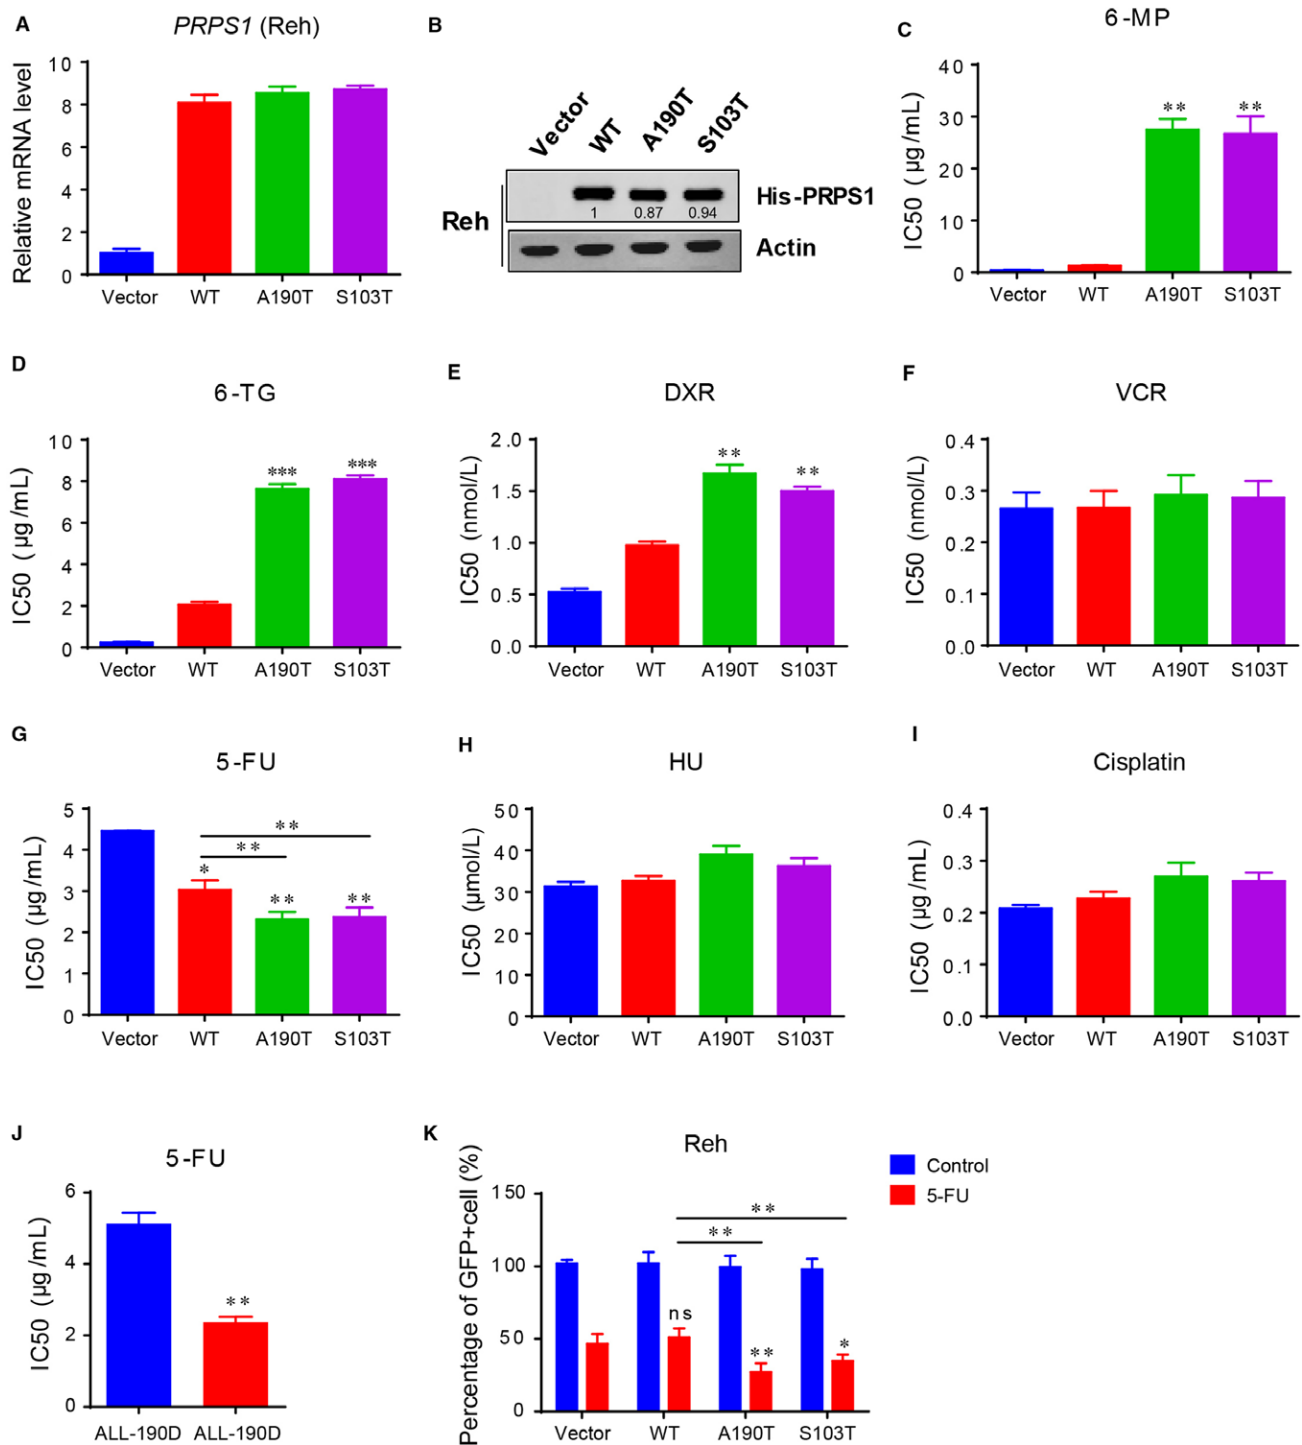 A
PRPS1 (Reh)
Relative mRNA level
10
8
6
4
2
0
Vector WT A190T S103T
B
Vector WT A190T S103T
Reh
His-PRPS1
1 0.87 0.94
Actin
C
6-MP
IC50 (µg/mL)
40
30
20
10
0
** **
Vector WT A190T S103T
D
6-TG
IC50 (µg/mL)
10
8
6
4
2
0
*** ***
Vector WT A190T S103T
E
DXR
IC50 (nmol/L)
2.0
1.5
1.0
0.5
0.0
** **
Vector WT A190T S103T
F
VCR
IC50 (nmol/L)
0.4
0.3
0.2
0.1
0.0
Vector WT A190T S103T
G
5-FU
IC50 (µg/mL)
5
4
3
2
1
0
**
**
* ** **
Vector WT A190T S103T
H
HU
IC50 (µmol/L)
50
40
30
20
10
0
Vector WT A190T S103T
I
Cisplatin
IC50 (µg/mL)
0.4
0.3
0.2
0.1
0.0
Vector WT A190T S103T
J
5-FU
IC50 (µg/mL)
6
4
2
0
**
ALL-190D ALL-190D
K
Reh
Percentage of GFP+cell (%)
150
100
50
0
**
**
ns ** *
Vector WT A190T S103T
Control
5-FU